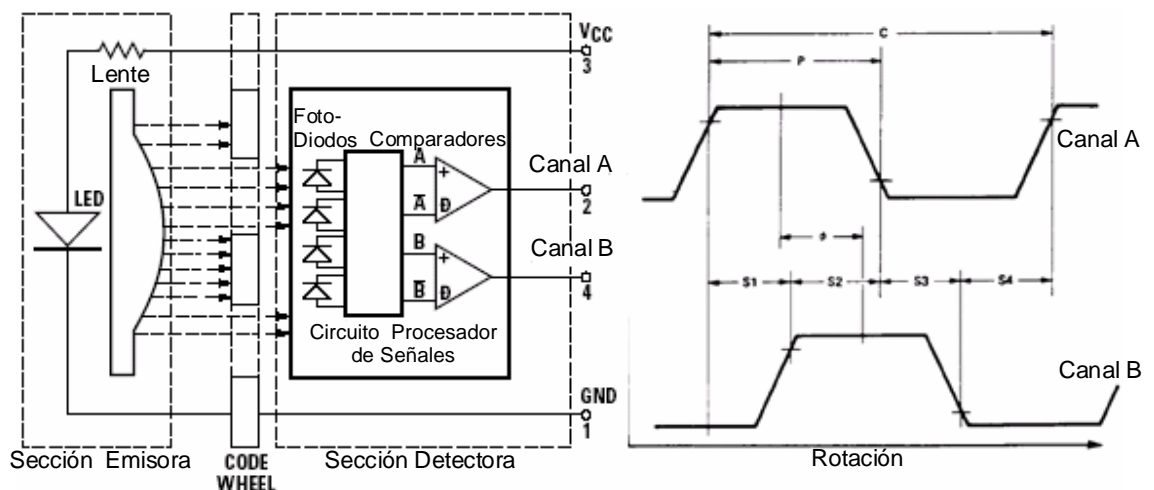 VCC
3
Lente
Foto-
Diodos
Comparadores
LED
A
+
Ð
A
Canal A
2
B
+
Ð
B
Canal B
4
Circuito Procesador
de Señales
GND
1
Sección Emisora
CODE
WHEEL
Sección Detectora
C
P
Canal A
ϕ
S1
S2
S3
S4
Canal B
Rotación